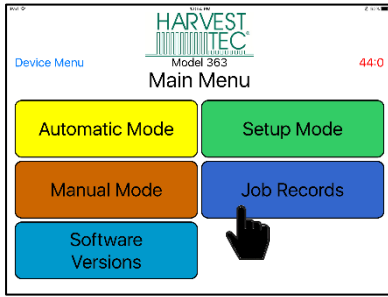 HARVEST
TEC
Device Menu
Model 363
44:0
Main Menu
Automatic Mode
Setup Mode
Manual Mode
Job Records
Software
Versions